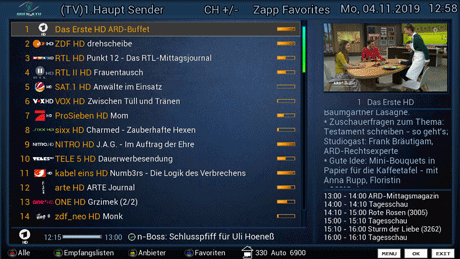 (TV)1 Haupt Sender CH +/- Zapp Favorites Mo, 04.11.2019 12:58
1 Das Erste HD ARD-Buffet
2 ZDF HD drehscheibe
3 RTL HD Punkt 12 - Das RTL-Mittagsjournal
4 RTL II HD Frauentausch
5 SAT.1 HD Anwälte im Einsatz
6 VOX HD Zwischen Tüll und Tränen
7 ProSieben HD Mom
8 sixx HD Charmed - Zauberhafte Hexen
9 NITRO HD J.A.G. - Im Auftrag der Ehre
10 TELE 5 HD Dauerwerbesendung
11 kabel eins HD Numb3rs - Die Logik des Verbrechens
12 arte HD ARTE Journal
13 ONE HD Grzimek (2/2)
14 zdf_neo HD Monk
1 Das Erste HD
Baumgartner Lasagne.
* Zuschauerfragen zum Thema:
Testament schreiben - so geht's;
Studiogast: Frank Bräutigam,
ARD-Rechtsexperte
* Gute Idee: Mini-Bouquets in
Papier für die Kaffeetafel - mit
Anna Rupp, Floristin
13:00 - 14:00 ARD-Mittagsmagazin
14:00 - 14:10 Tagesschau
14:10 - 15:00 Rote Rosen (3005)
15:00 - 15:10 Tagesschau
15:10 - 16:00 Sturm der Liebe (3262)
16:00 - 16:10 Tagesschau
12:15 13:00 n-Boss: Schlusspfiff für Uli Hoeneß
Alle Empfangslisten Anbieter Favoriten 330 Auto 6900 MENU OK EXIT